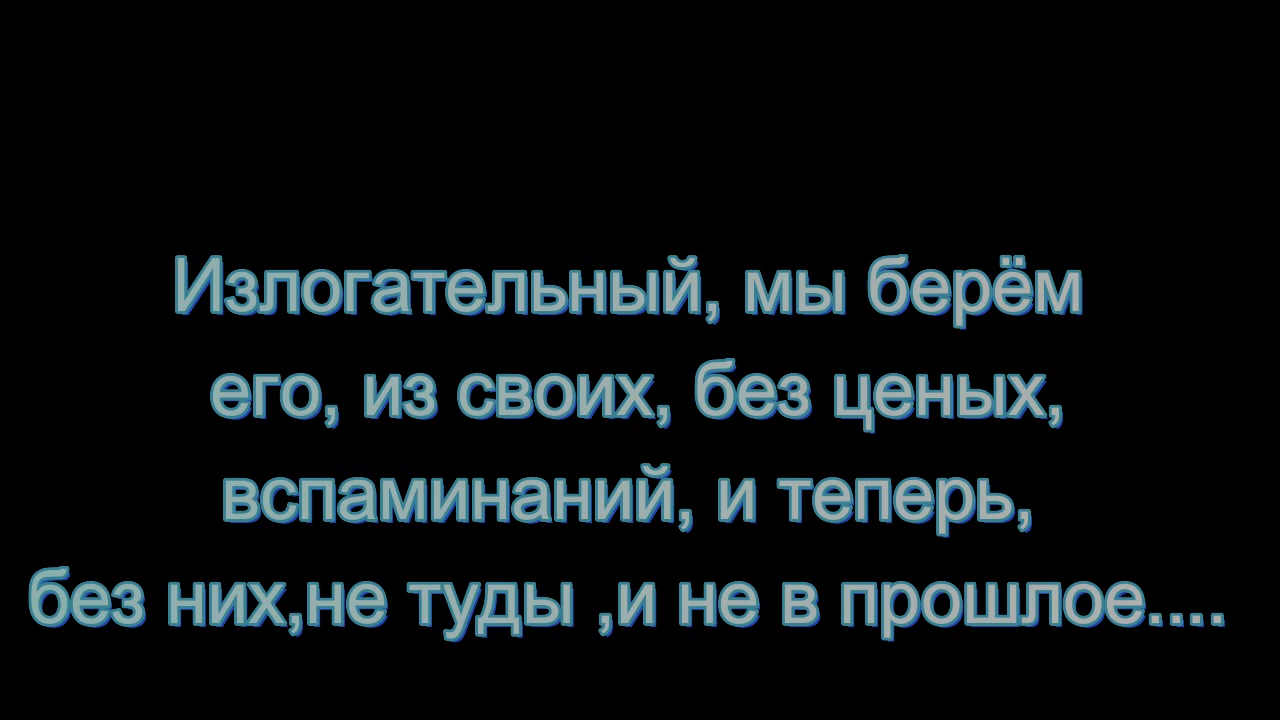 Излогательный, мы берём
его, из своих, без ценых,
вспаминаний, и теперь,
без них,не туды ,и не в прошлое....